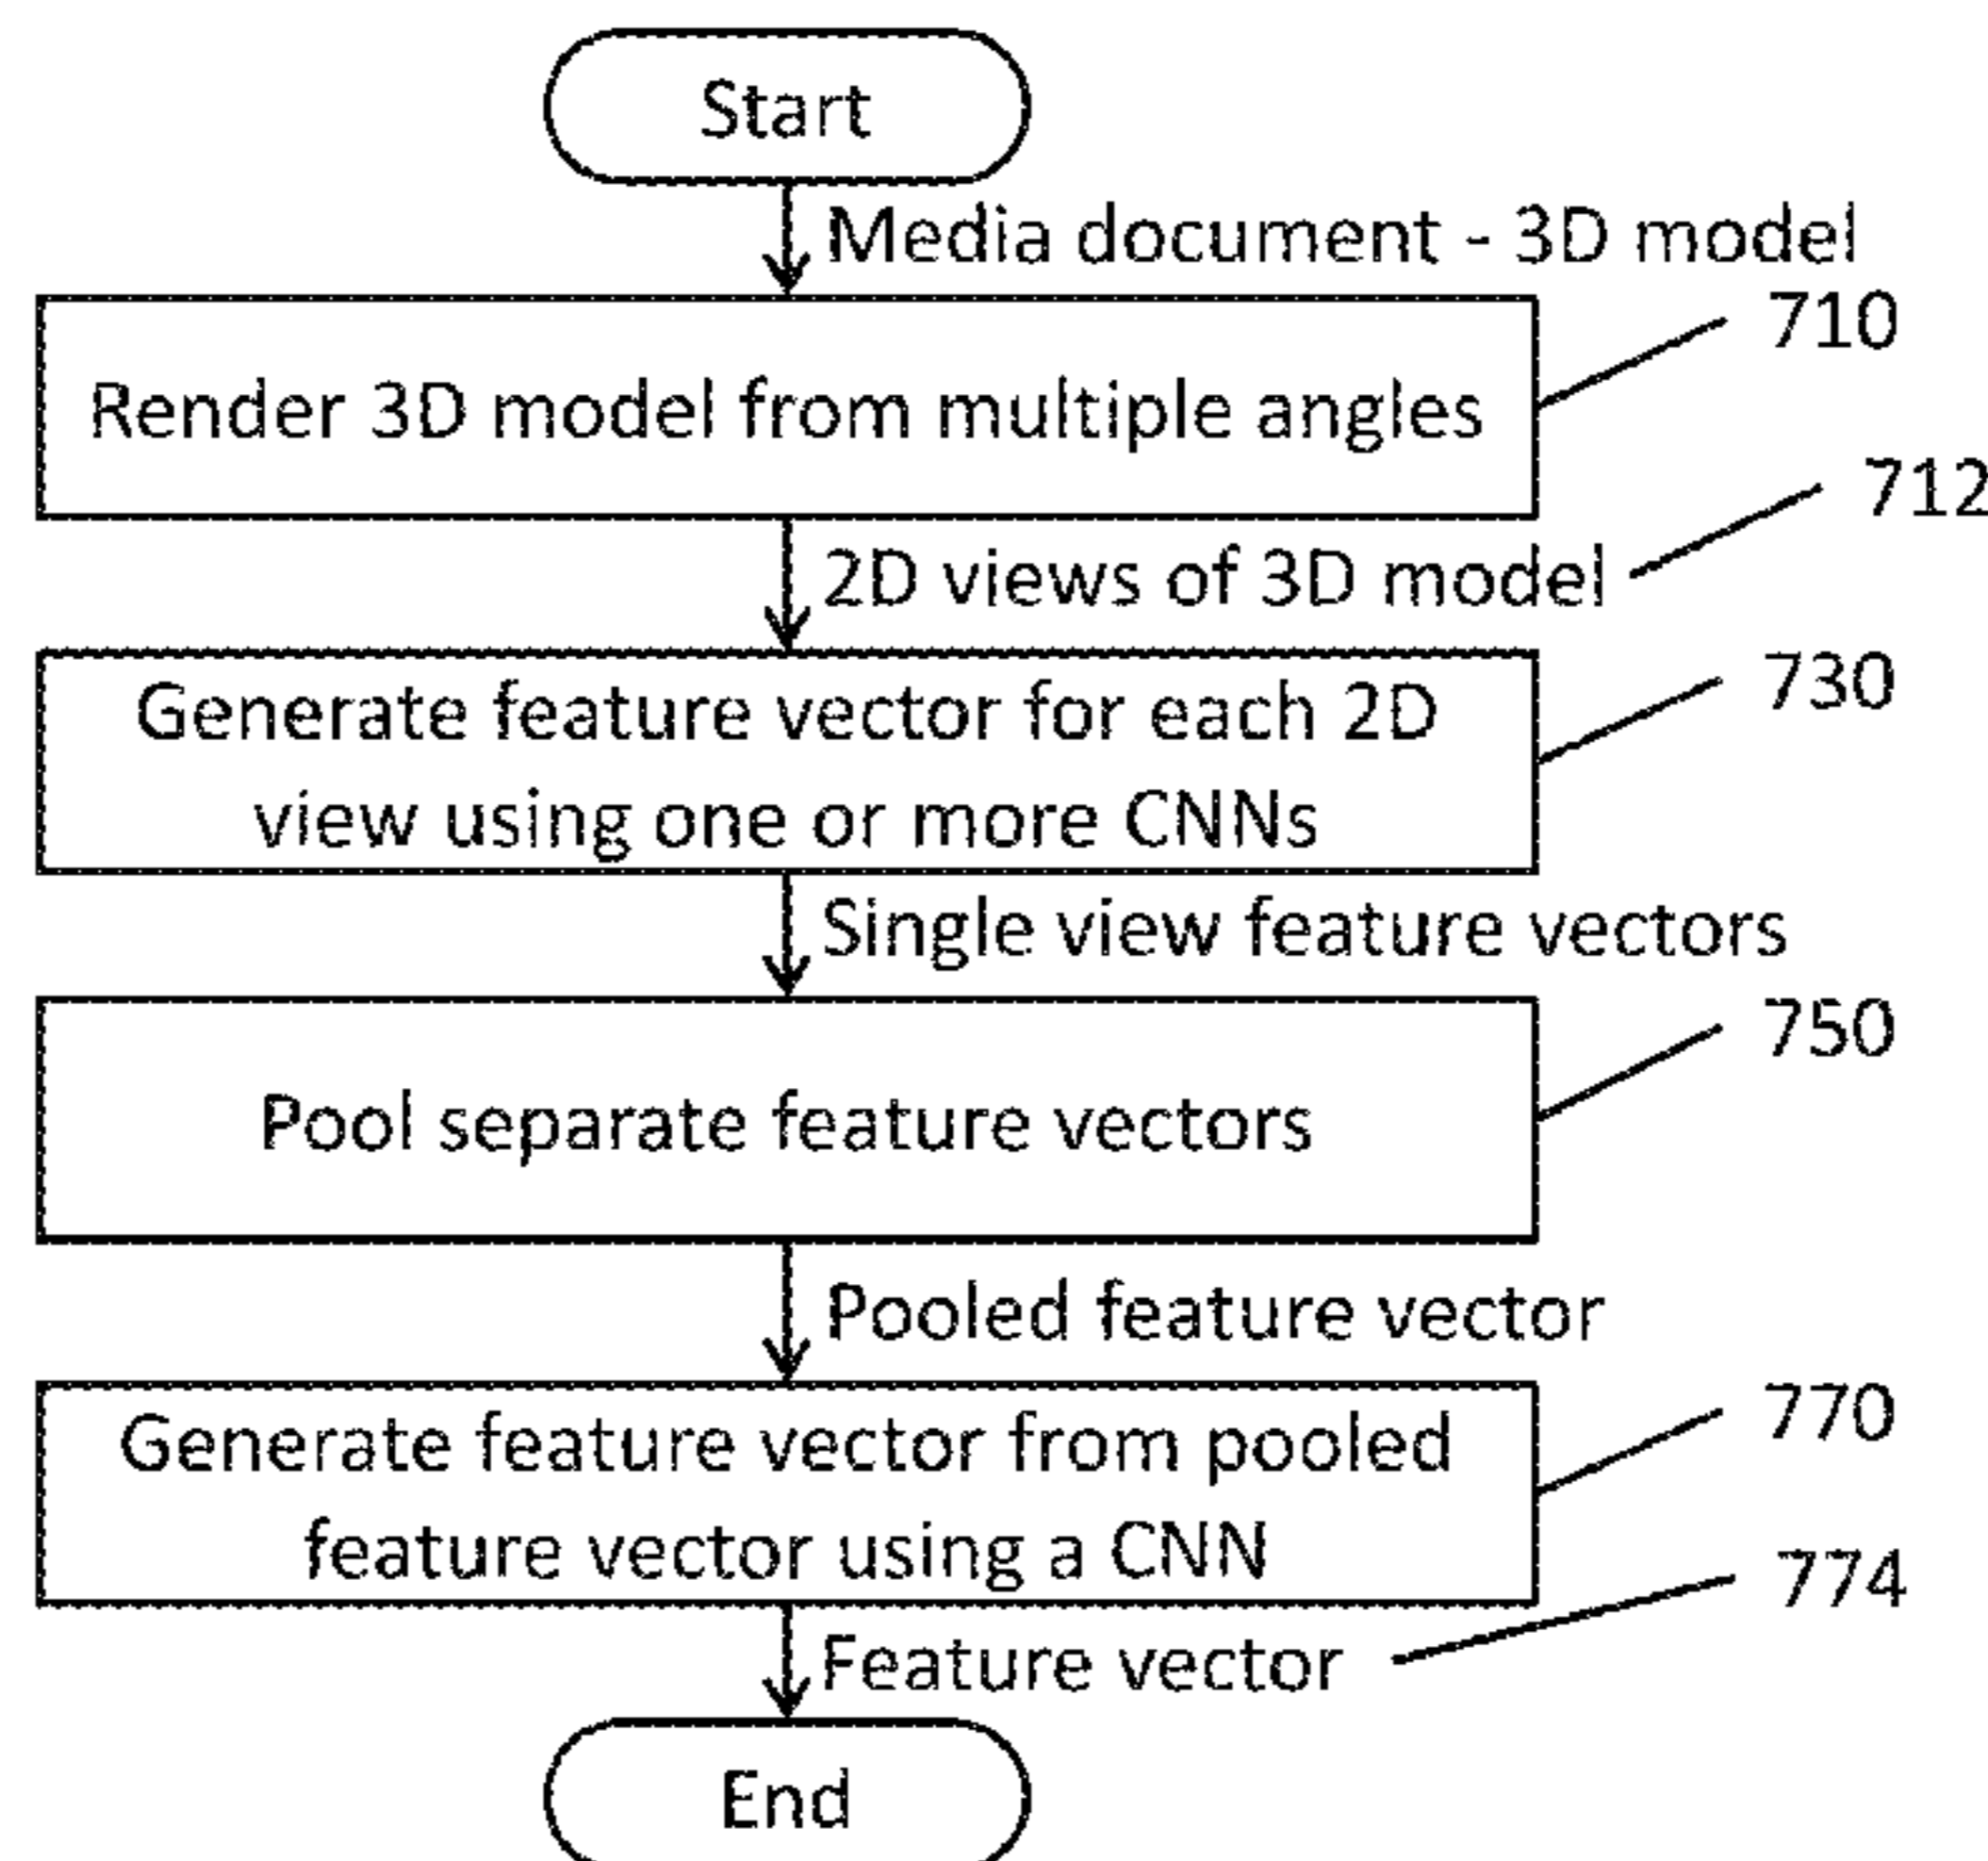 Start
Media document - 3D model
710
Render 3D model from multiple angles
712
2D views of 3D model
730
Generate feature vector for each 2D
view using one or more CNNs
Single view feature vectors
750
Pool separate feature vectors
Pooled feature vector
770
Generate feature vector from pooled
feature vector using a CNN
774
Feature vector
End